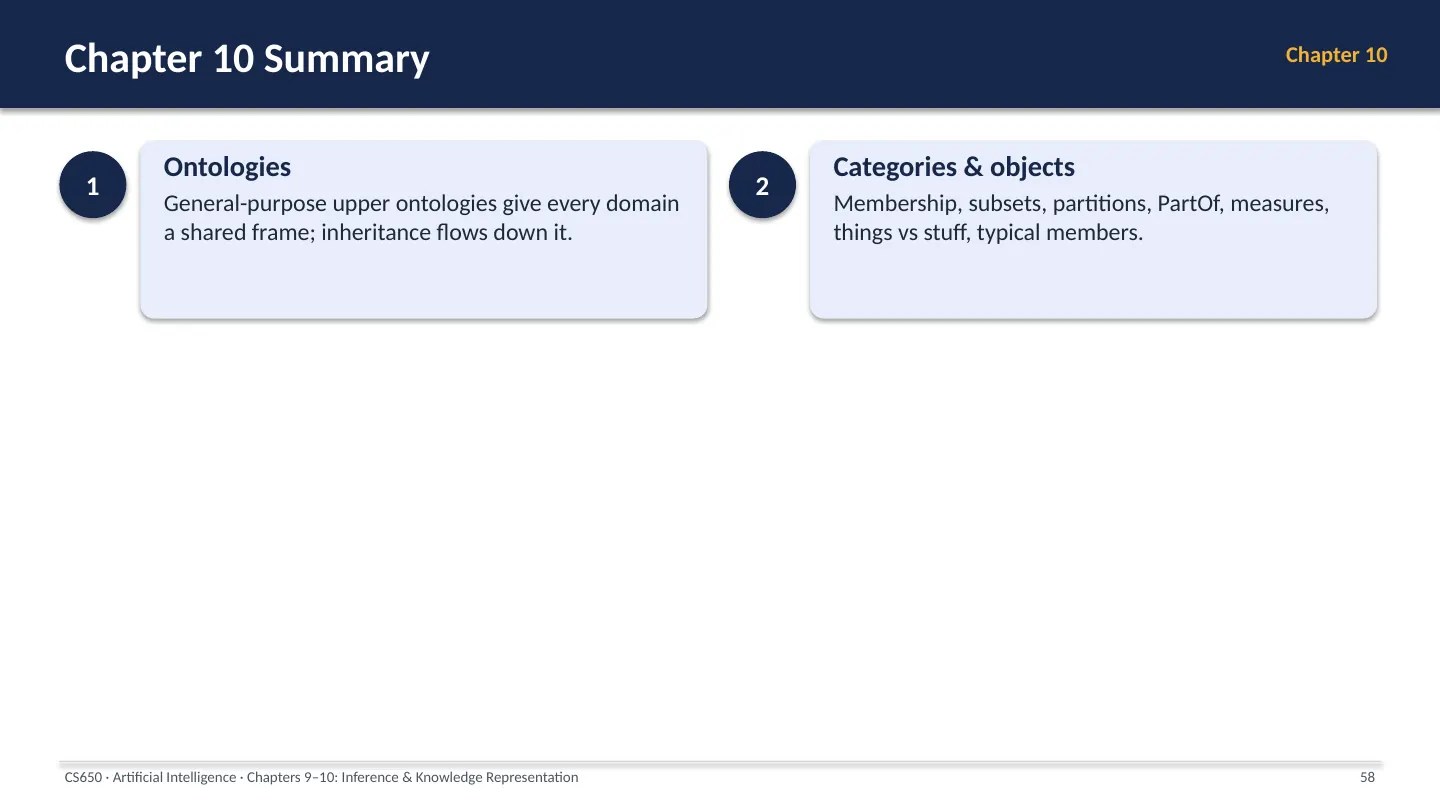 Chapter 10 Summary
Chapter 10
1
Ontologies
General-purpose upper ontologies give every domain
a shared frame; inheritance flows down it.
2
Categories & objects
Membership, subsets, partitions, PartOf, measures,
things vs stuff, typical members.
CS650 · Artificial Intelligence · Chapters 9–10: Inference & Knowledge Representation
58